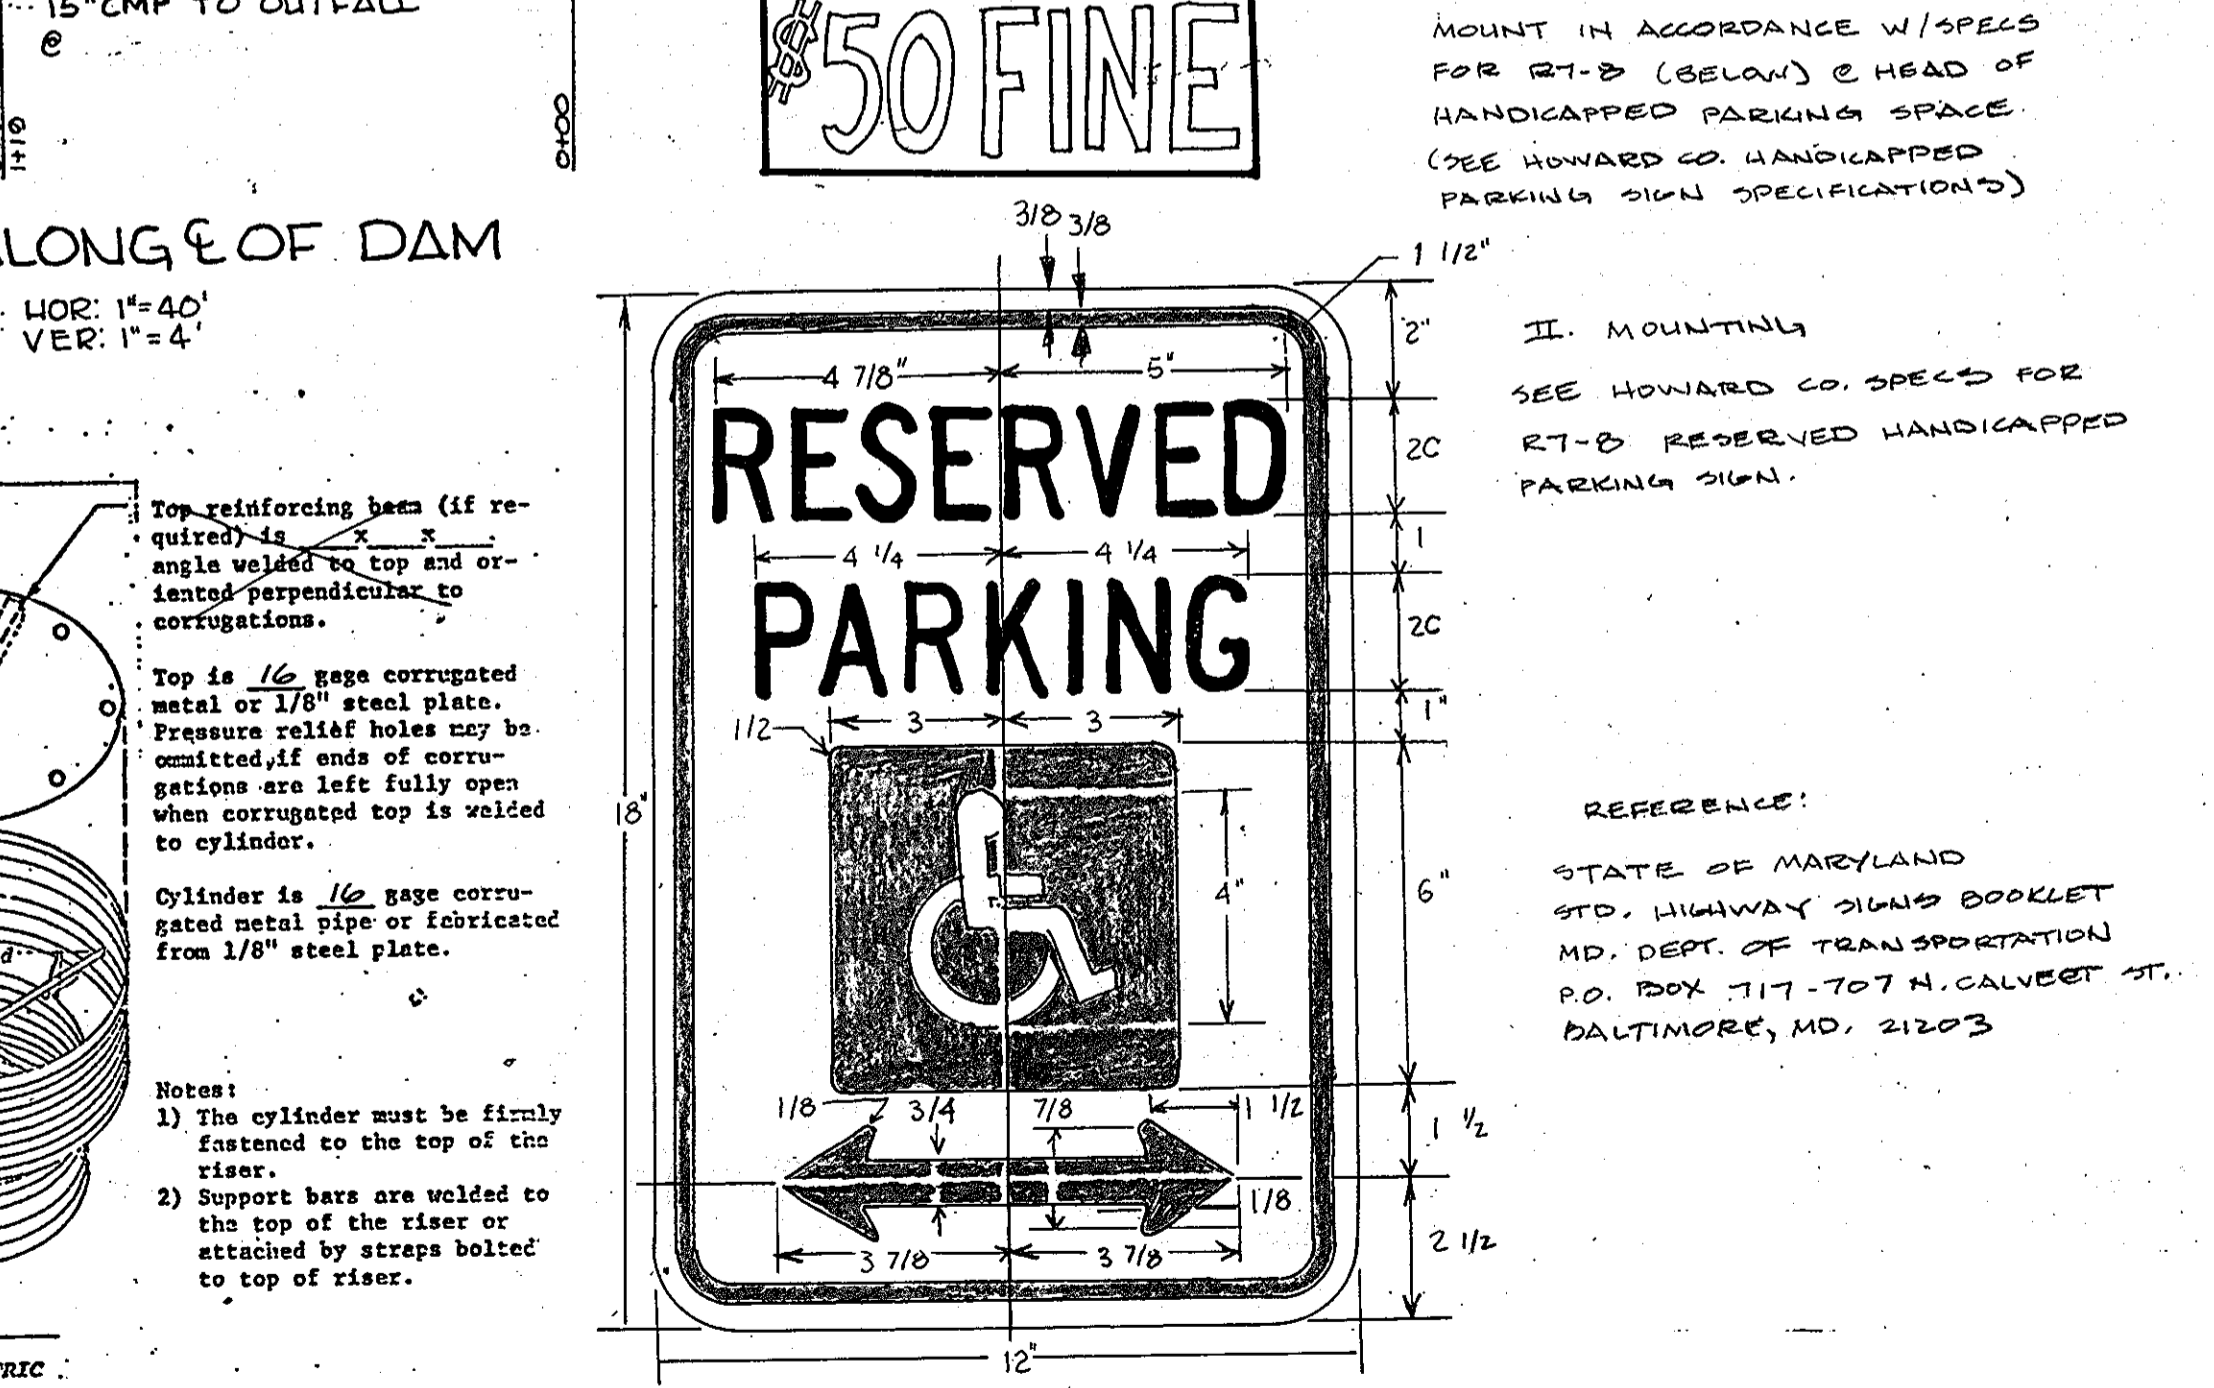 15" CMP TO OUTFALL
@
0+00
$50 FINE
MOUNT IN ACCORDANCE W/SPECS
FOR R7-8 (BELOW) @ HEAD OF
HANDICAPPED PARKING SPACE.
(SEE HOWARD CO. HANDICAPPED
PARKING SIGN SPECIFICATIONS)
LONG ℄ OF DAM
HOR: 1"=40'
VER: 1"=4'
3/8 3/8
1 1/2"
2"
II. MOUNTING
SEE HOWARD CO. SPECS FOR
R7-8 RESERVED HANDICAPPED
PARKING SIGN.
4 7/8" 5"
RESERVED
2C
4 1/4 4 1/4
1
PARKING
2C
1/2 3 3
1"
18"
4"
6"
1/8 3/4 7/8 1 1/2
1 1/2
1/8
3 7/8 3 7/8
2 1/2
12"
Top reinforcing beam (if re-
quired) is ____x____x____.
angle welded to top and or-
iented perpendicular to
corrugations.
Top is 16 gage corrugated
metal or 1/8" steel plate.
Pressure relief holes may be
ommitted, if ends of corru-
gations are left fully open
when corrugated top is welded
to cylinder.
Cylinder is 16 gage corru-
gated metal pipe or fabricated
from 1/8" steel plate.
Notes:
1) The cylinder must be firmly
fastened to the top of the
riser.
2) Support bars are welded to
the top of the riser or
attached by straps bolted
to top of riser.
REFERENCE:
STATE OF MARYLAND
STD. HIGHWAY SIGNS BOOKLET
MD. DEPT. OF TRANSPORTATION
P.O. BOX 717-707 N. CALVERT ST.
BALTIMORE, MD. 21203
RIC